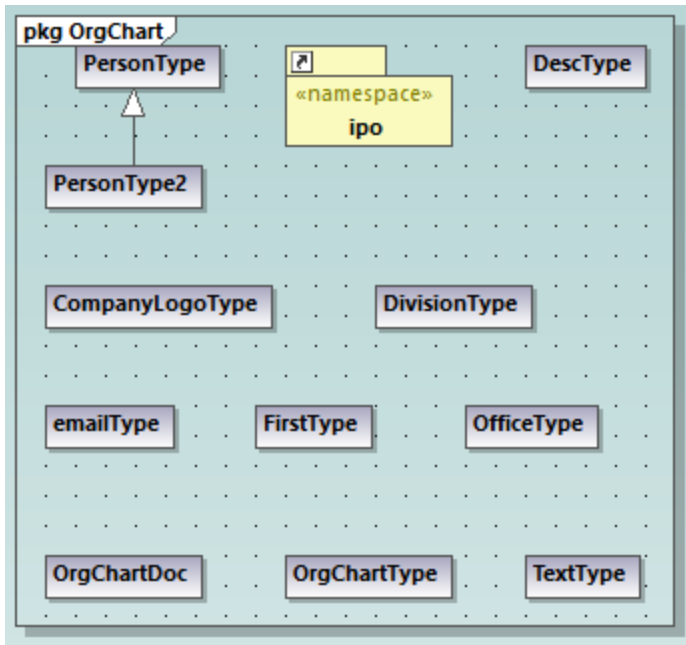 pkg OrgChart
PersonType
«namespace»
ipo
DescType
PersonType2
CompanyLogoType
DivisionType
emailType
FirstType
OfficeType
OrgChartDoc
OrgChartType
TextType